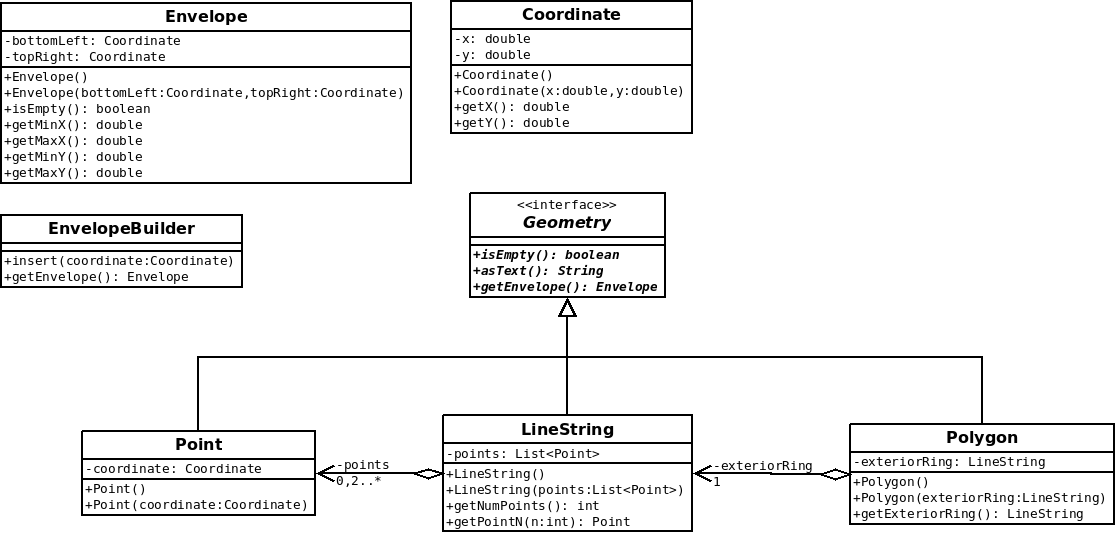 Envelope
-bottomLeft: Coordinate
-topRight: Coordinate
+Envelope()
+Envelope(bottomLeft:Coordinate,topRight:Coordinate)
+isEmpty(): boolean
+getMinX(): double
+getMaxX(): double
+getMinY(): double
+getMaxY(): double
Coordinate
-x: double
-y: double
+Coordinate()
+Coordinate(x:double,y:double)
+getX(): double
+getY(): double
EnvelopeBuilder
+insert(coordinate:Coordinate)
+getEnvelope(): Envelope
<<interface>>
Geometry
+isEmpty(): boolean
+asText(): String
+getEnvelope(): Envelope
Point
-coordinate: Coordinate
+Point()
+Point(coordinate:Coordinate)
-points
0,2..*
LineString
-points: List<Point>
+LineString()
+LineString(points:List<Point>)
+getNumPoints(): int
+getPointN(n:int): Point
-exteriorRing
1
Polygon
-exteriorRing: LineString
+Polygon()
+Polygon(exteriorRing:LineString)
+getExteriorRing(): LineString